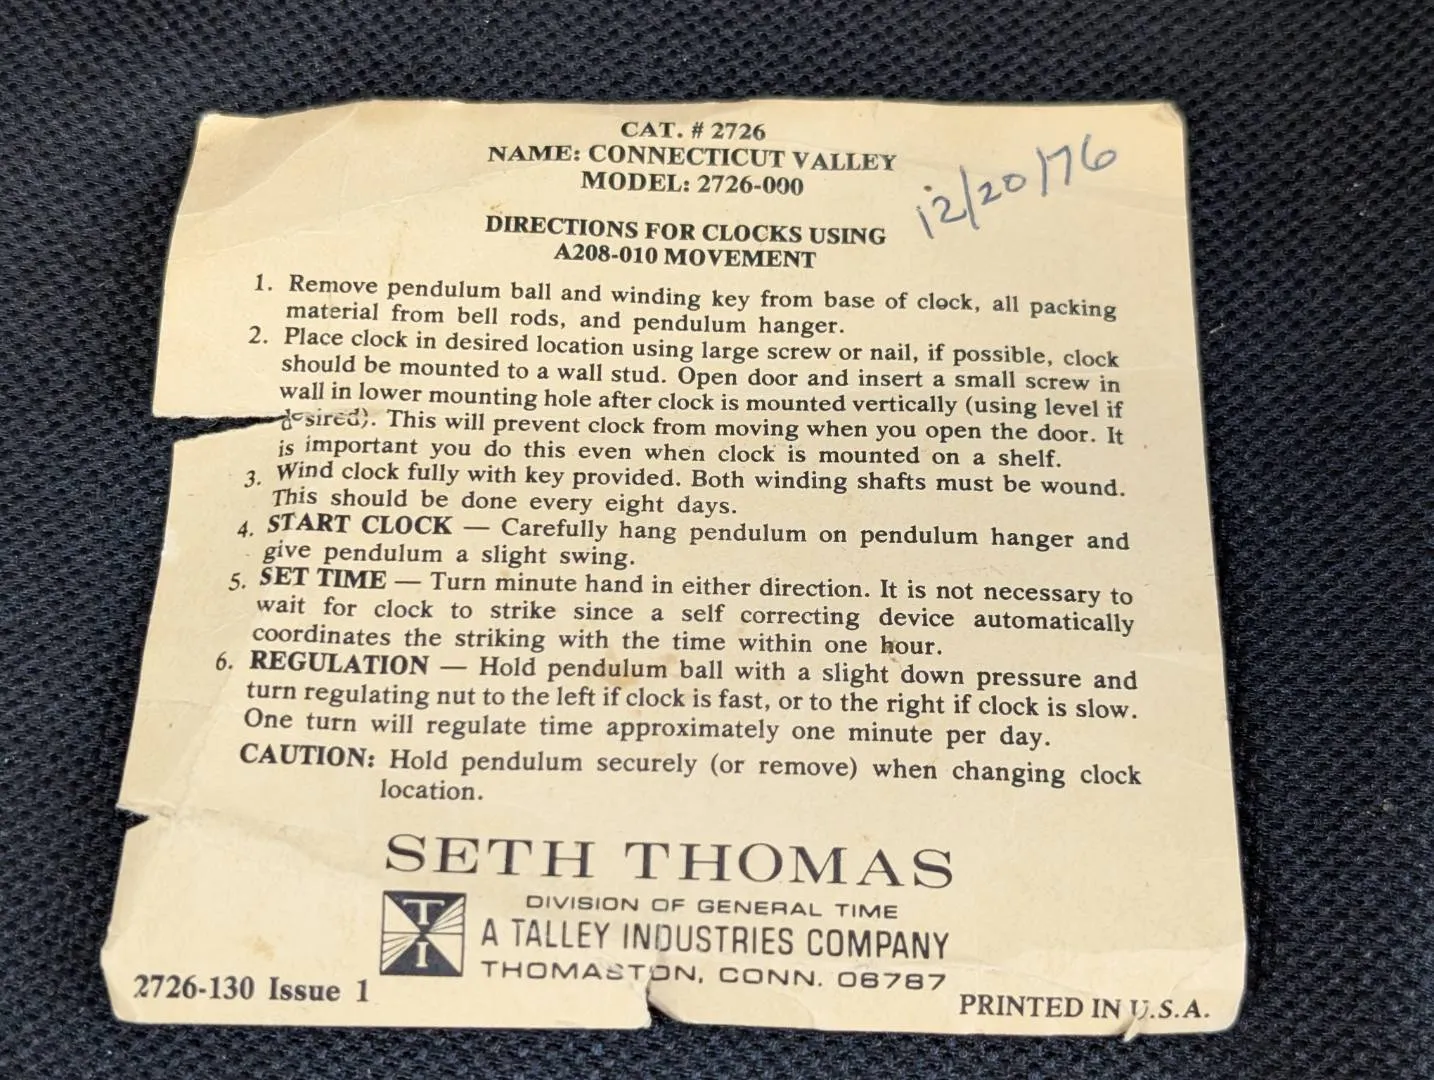 CAT. # 2726
NAME: CONNECTICUT VALLEY
MODEL: 2726-000
12/20/76
DIRECTIONS FOR CLOCKS USING
A208-010 MOVEMENT
1. Remove pendulum ball and winding key from base of clock, all packing
material from bell rods, and pendulum hanger.
2. Place clock in desired location using large screw or nail, if possible, clock
should be mounted to a wall stud. Open door and insert a small screw in
wall in lower mounting hole after clock is mounted vertically (using level if
desired). This will prevent clock from moving when you open the door. It
is important you do this even when clock is mounted on a shelf.
3. Wind clock fully with key provided. Both winding shafts must be wound.
This should be done every eight days.
4. START CLOCK — Carefully hang pendulum on pendulum hanger and
give pendulum a slight swing.
5. SET TIME — Turn minute hand in either direction. It is not necessary to
wait for clock to strike since a self correcting device automatically
coordinates the striking with the time within one hour.
6. REGULATION — Hold pendulum ball with a slight down pressure and
turn regulating nut to the left if clock is fast, or to the right if clock is slow.
One turn will regulate time approximately one minute per day.
CAUTION: Hold pendulum securely (or remove) when changing clock
location.
SETH THOMAS
DIVISION OF GENERAL TIME
T I
A TALLEY INDUSTRIES COMPANY
THOMASTON, CONN. 06787
2726-130 Issue 1
PRINTED IN U.S.A.